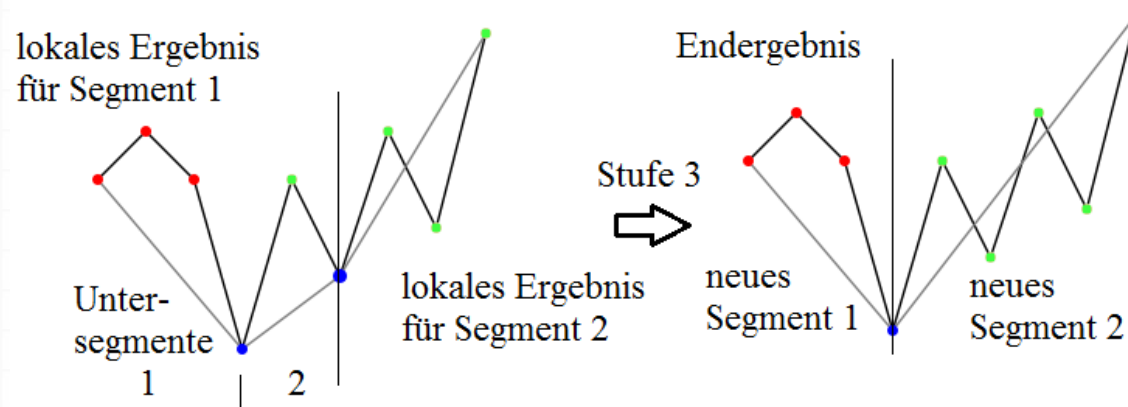 lokales Ergebnis
für Segment 1
Unter-
segmente
1 2
lokales Ergebnis
für Segment 2
Stufe 3
Endergebnis
neues
Segment 1
neues
Segment 2